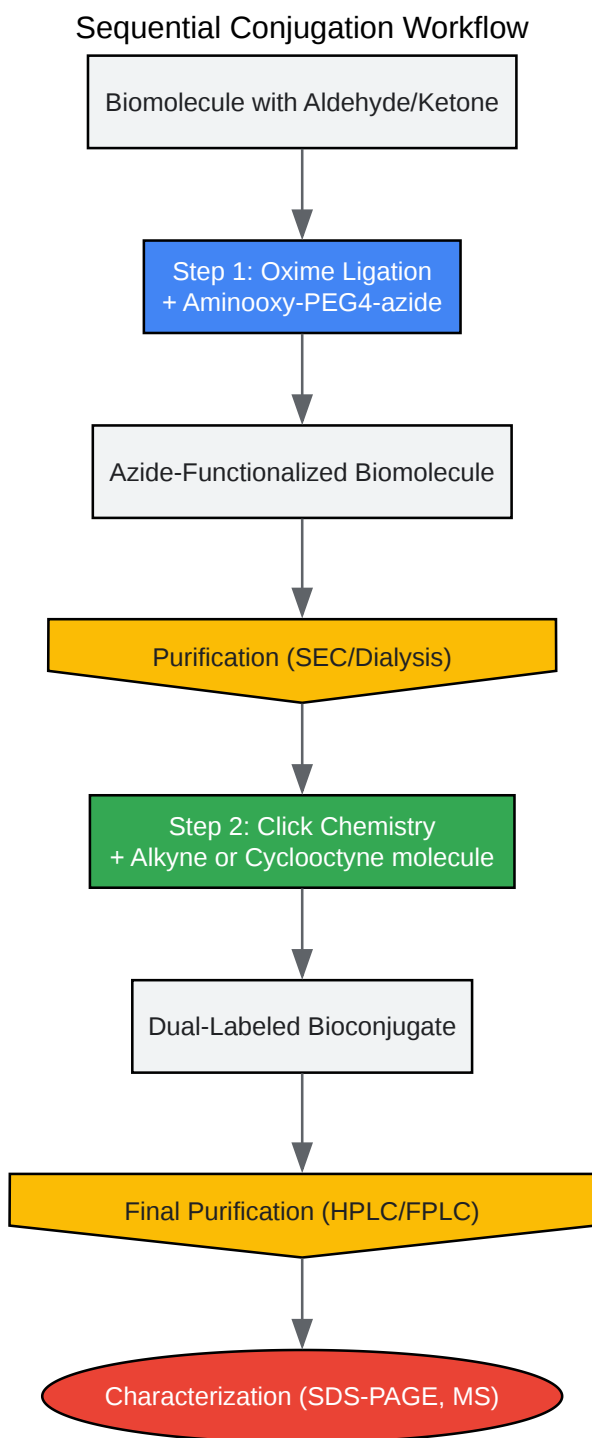 Sequential Conjugation Workflow
Biomolecule with Aldehyde/Ketone
Step 1: Oxime Ligation
+ Aminooxy-PEG4-azide
Azide-Functionalized Biomolecule
Purification (SEC/Dialysis)
Step 2: Click Chemistry
+ Alkyne or Cyclooctyne molecule
Dual-Labeled Bioconjugate
Final Purification (HPLC/FPLC)
Characterization (SDS-PAGE, MS)